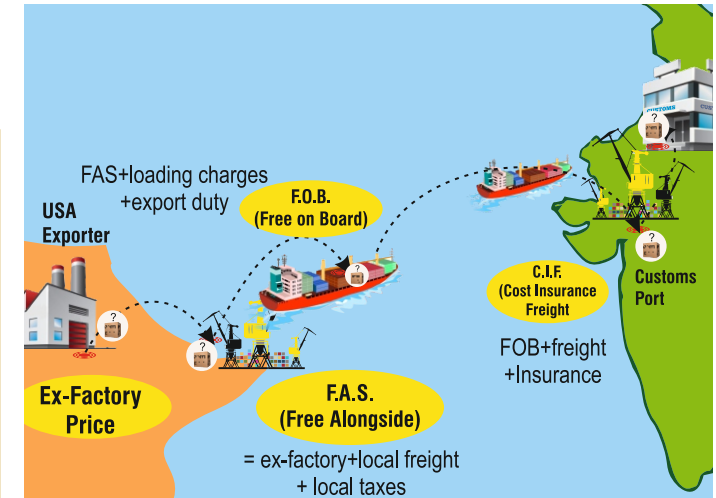 CUSTOMS
?
FAS+loading charges
+export duty
F.O.B.
(Free on Board)
USA
Exporter
?
?
?
?
C.I.F.
(Cost Insurance
Freight
Customs
Port
FOB+freight
+Insurance
Ex-Factory
Price
F.A.S.
(Free Alongside)
= ex-factory+local freight
+ local taxes